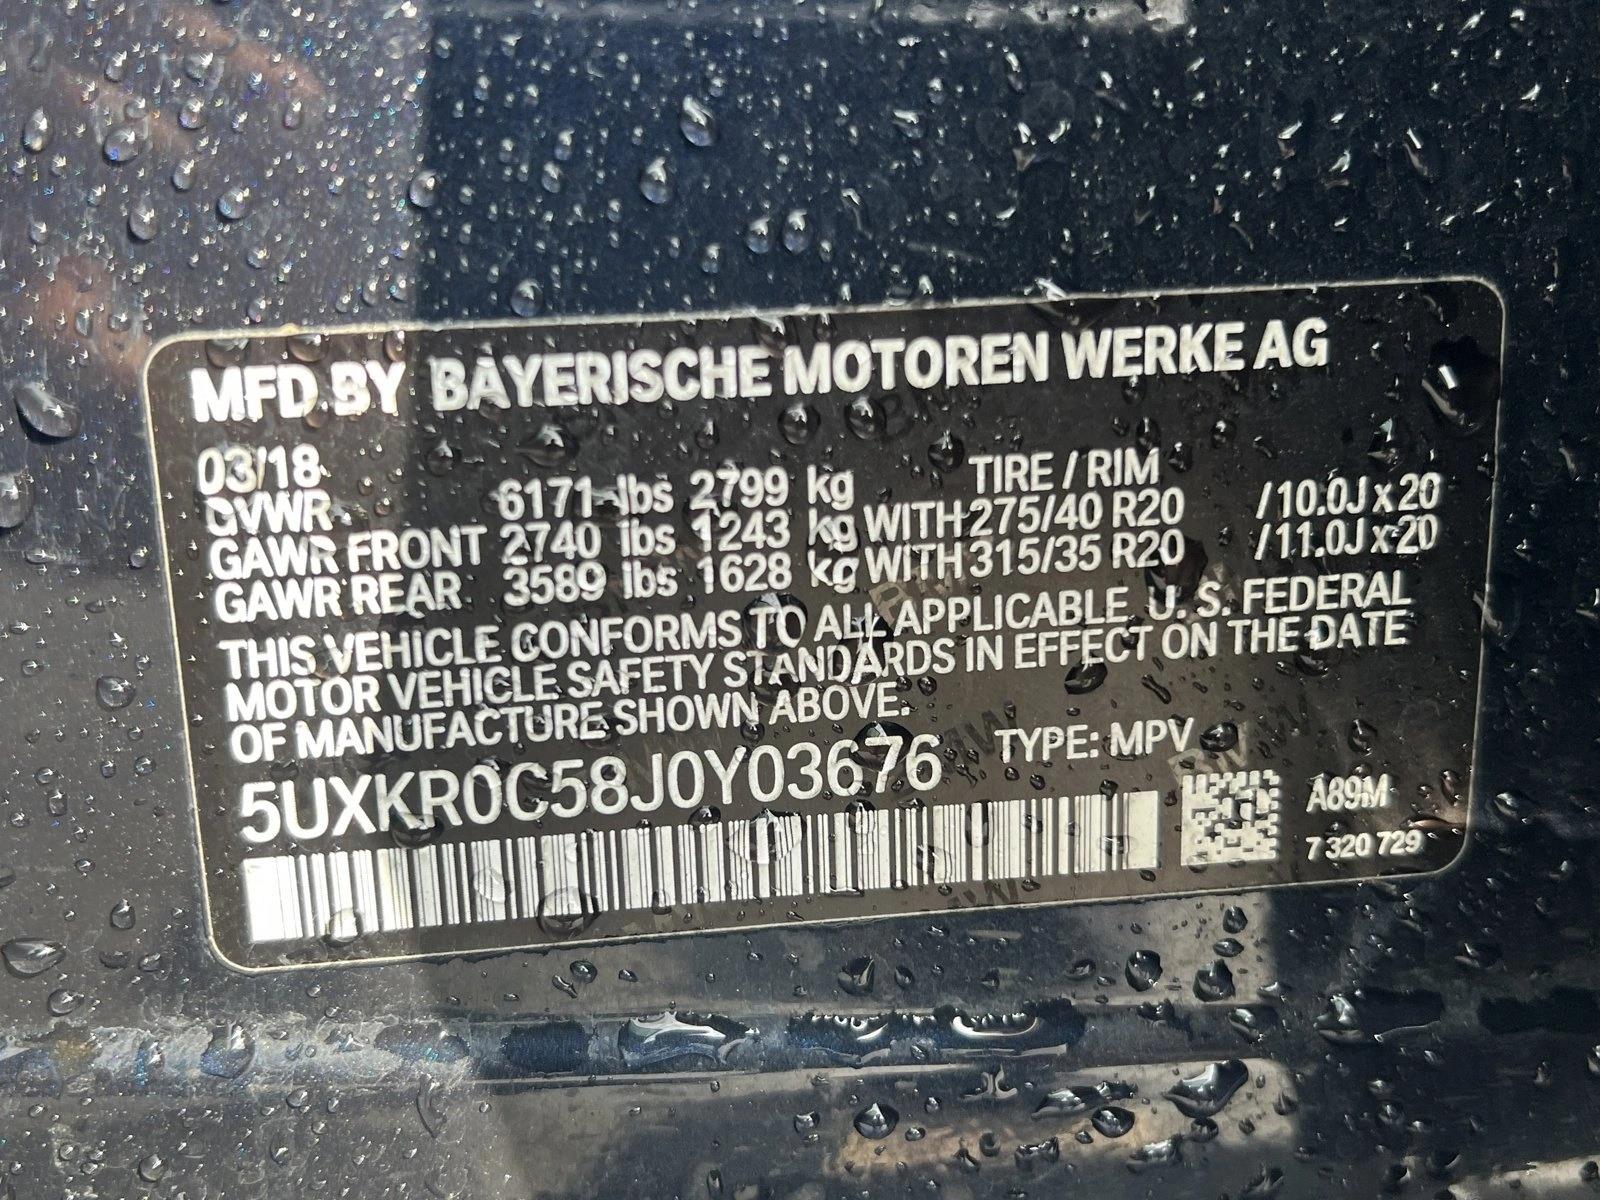 MFD BY BAYERISCHE MOTOREN WERKE AG
03/18 TIRE / RIM
GVWR 6171 lbs 2799 kg
GAWR FRONT 2740 lbs 1243 kg WITH 275/40 R20 /10.0J x 20
GAWR REAR 3589 lbs 1628 kg WITH 315/35 R20 /11.0J x 20
THIS VEHICLE CONFORMS TO ALL APPLICABLE U. S. FEDERAL
MOTOR VEHICLE SAFETY STANDARDS IN EFFECT ON THE DATE
OF MANUFACTURE SHOWN ABOVE.
5UXKR0C58J0Y03676 TYPE: MPV
A89M
7 320 729